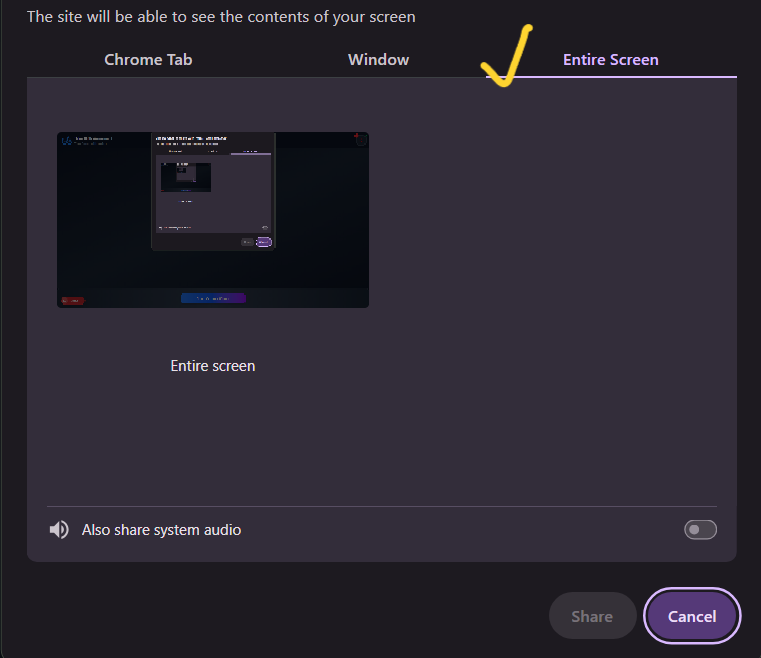 The site will be able to see the contents of your screen
Chrome Tab
Window
Entire Screen
Entire screen
Also share system audio
Share
Cancel